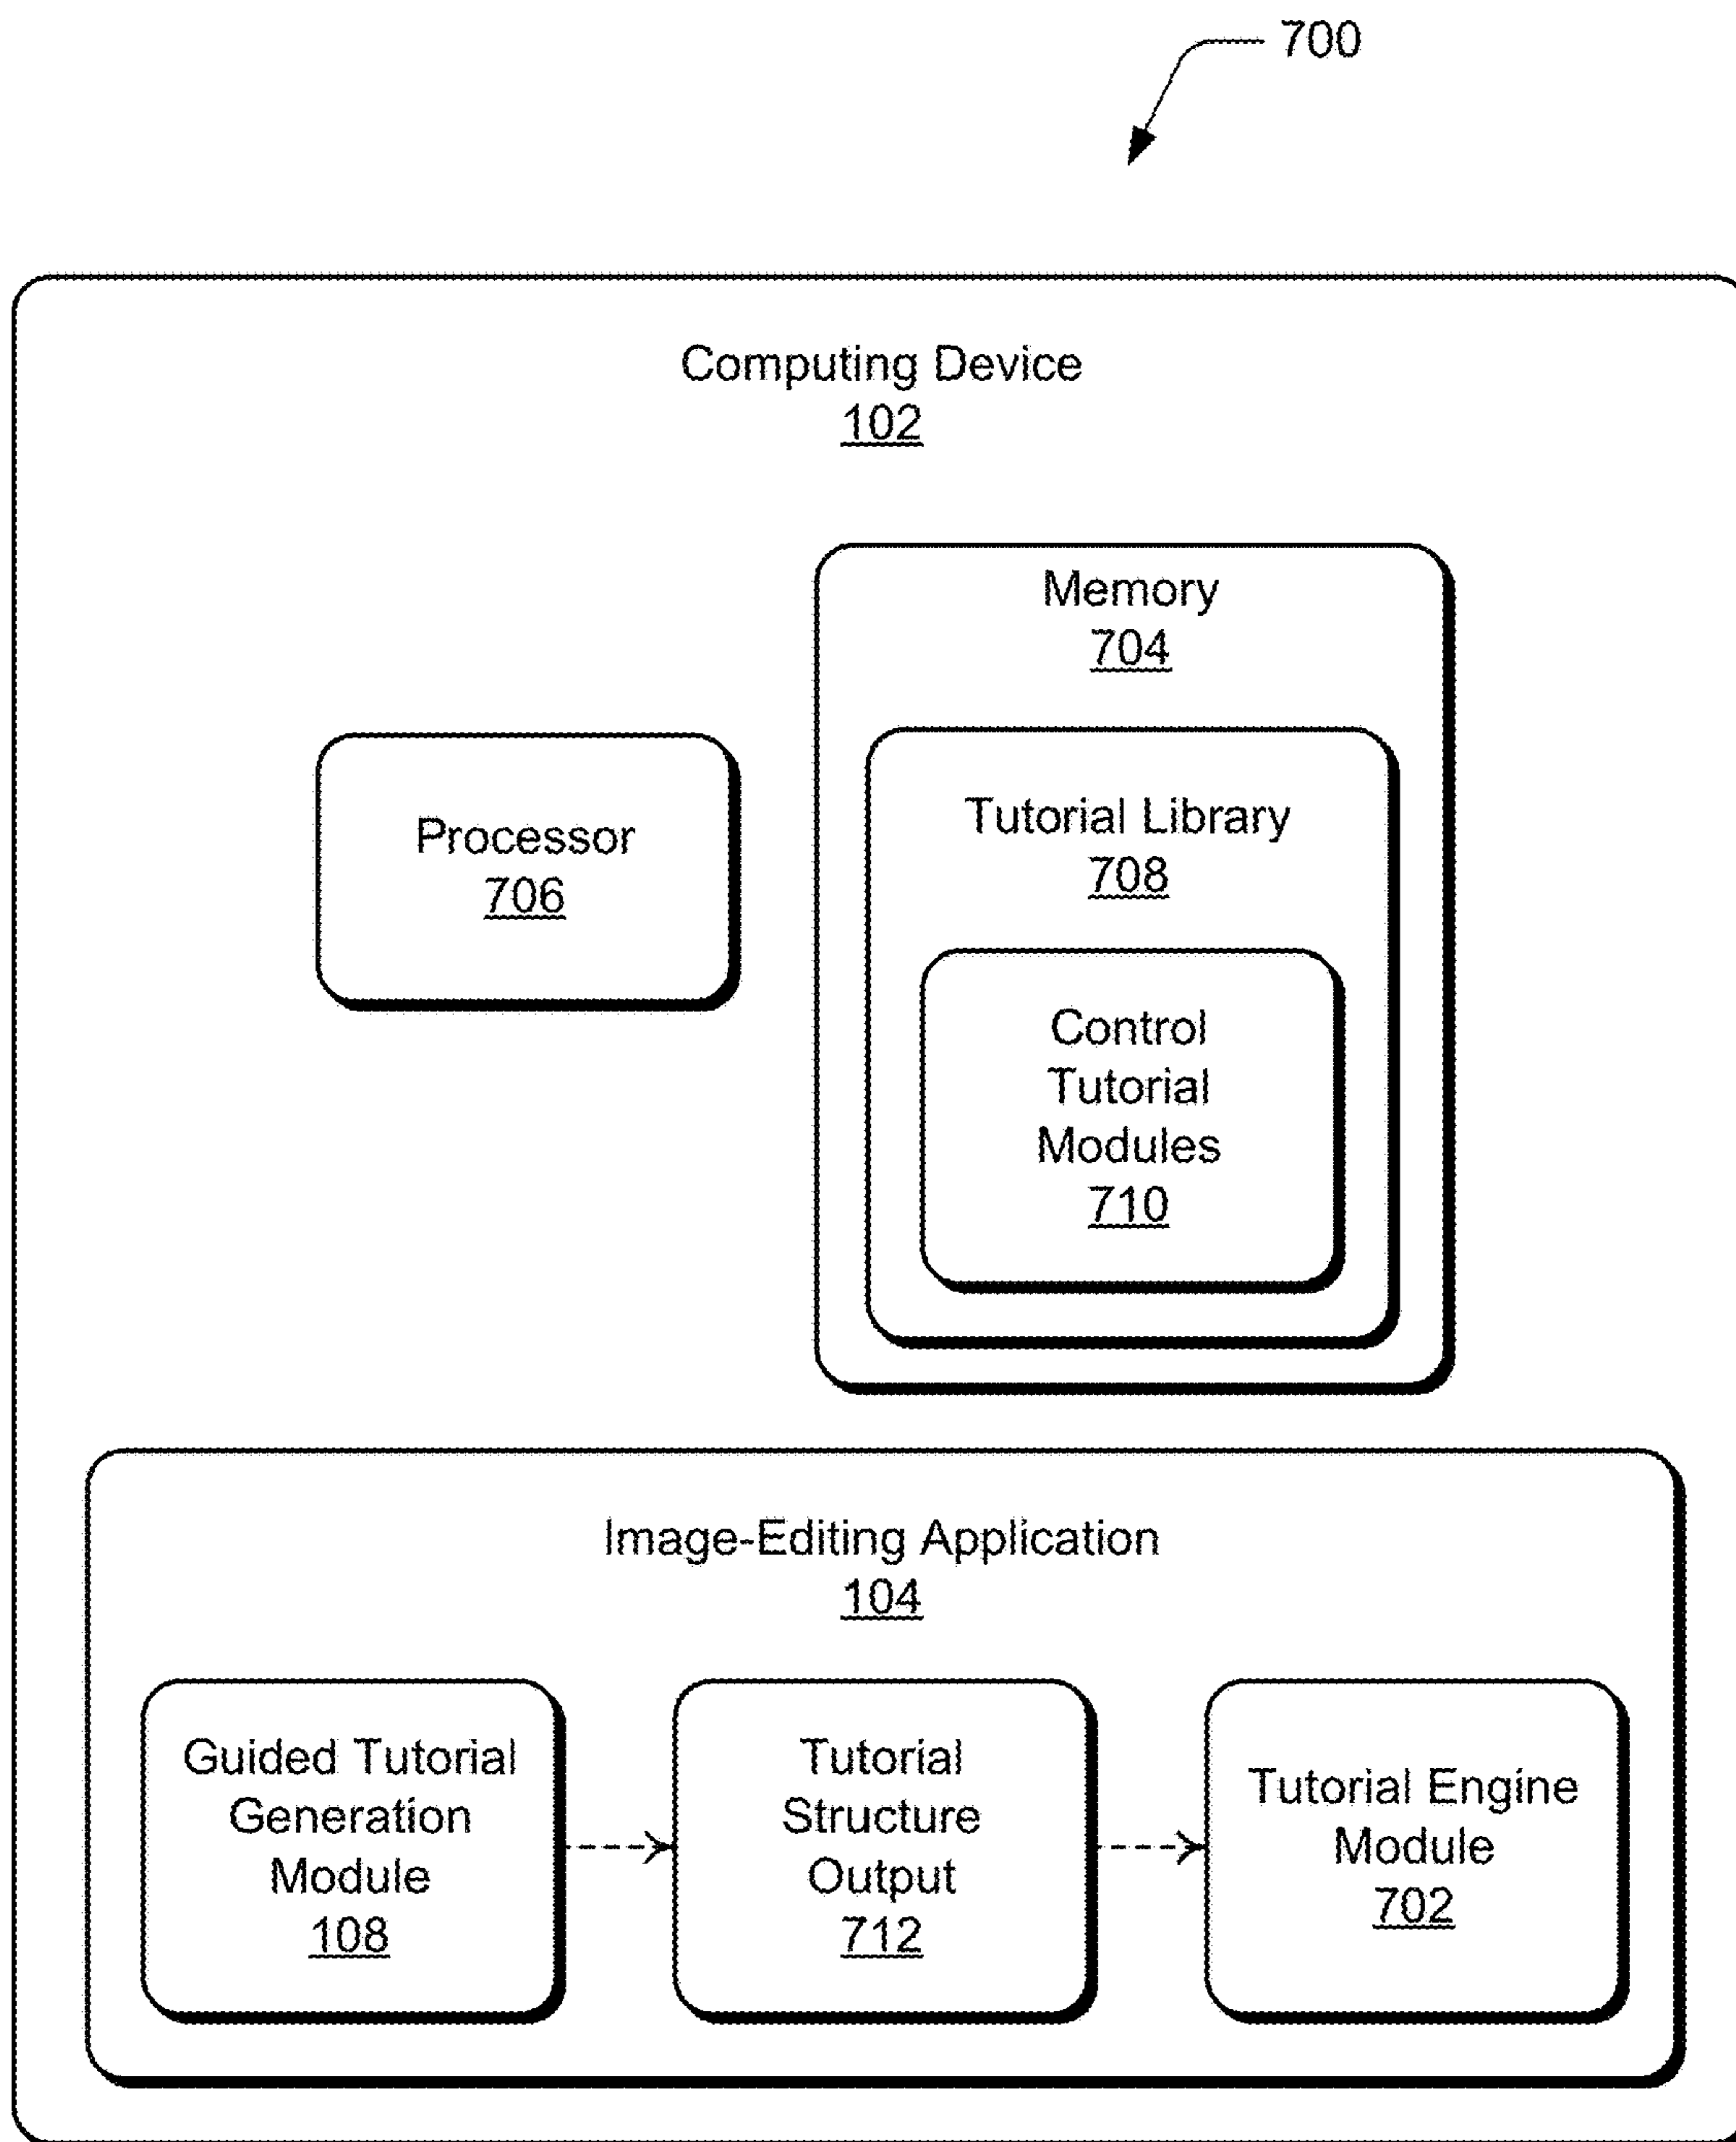 700
Computing Device
102
Memory
704
Processor
706
Tutorial Library
708
Control
Tutorial
Modules
710
Image-Editing Application
104
Guided Tutorial
Generation
Module
108
Tutorial
Structure
Output
712
Tutorial Engine
Module
702